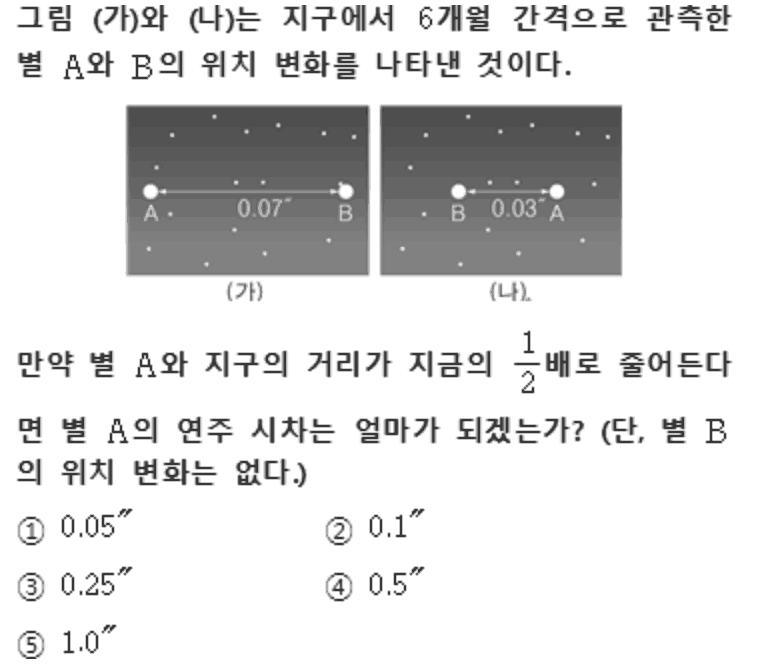 그림 (가)와 (나)는 지구에서 6개월 간격으로 관측한
별 A와 B의 위치 변화를 나타낸 것이다.
A 0.07″ B
B 0.03″ A
(가) (나)
만약 별 A와 지구의 거리가 지금의 1/2배로 줄어든다
면 별 A의 연주 시차는 얼마가 되겠는가? (단, 별 B
의 위치 변화는 없다.)
① 0.05″ ② 0.1″
③ 0.25″ ④ 0.5″
⑤ 1.0″